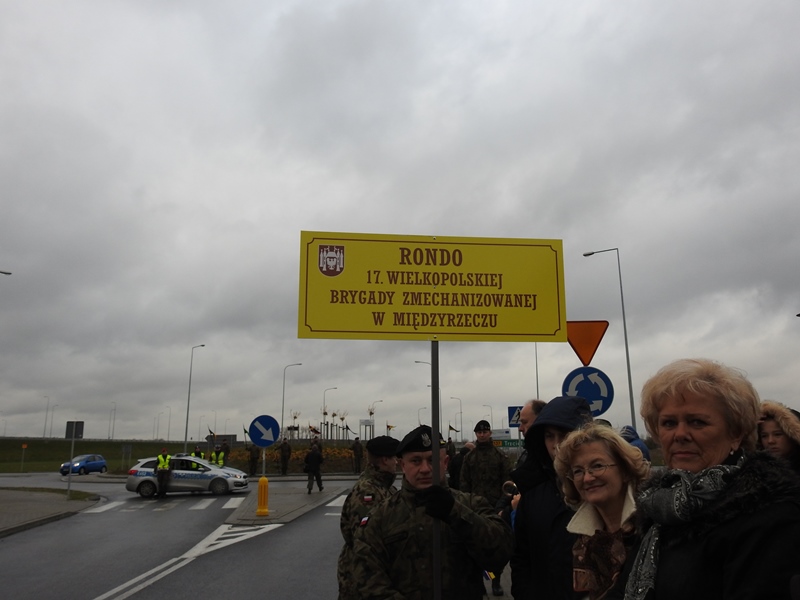 RONDO
17. WIELKOPOLSKIEJ
BRYGADY ZMECHANIZOWANEJ
W MIĘDZYRZECZU